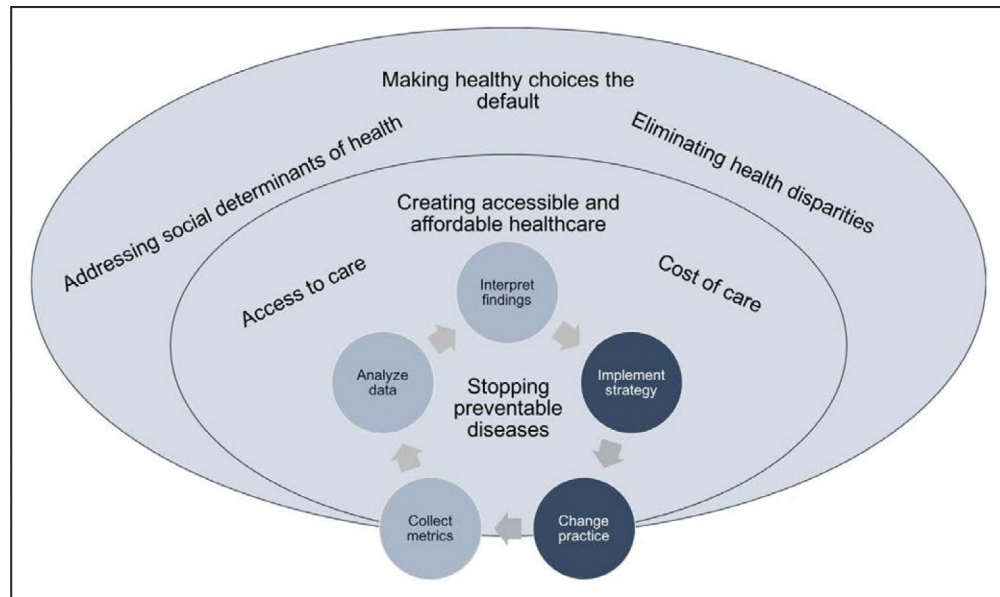 Making healthy choices the
default
Addressing social determinants of health
Eliminating health disparities
Creating accessible and
affordable healthcare
Access to care
Cost of care
Interpret
findings
Analyze
data
Implement
strategy
Stopping
preventable
diseases
Collect
metrics
Change
practice